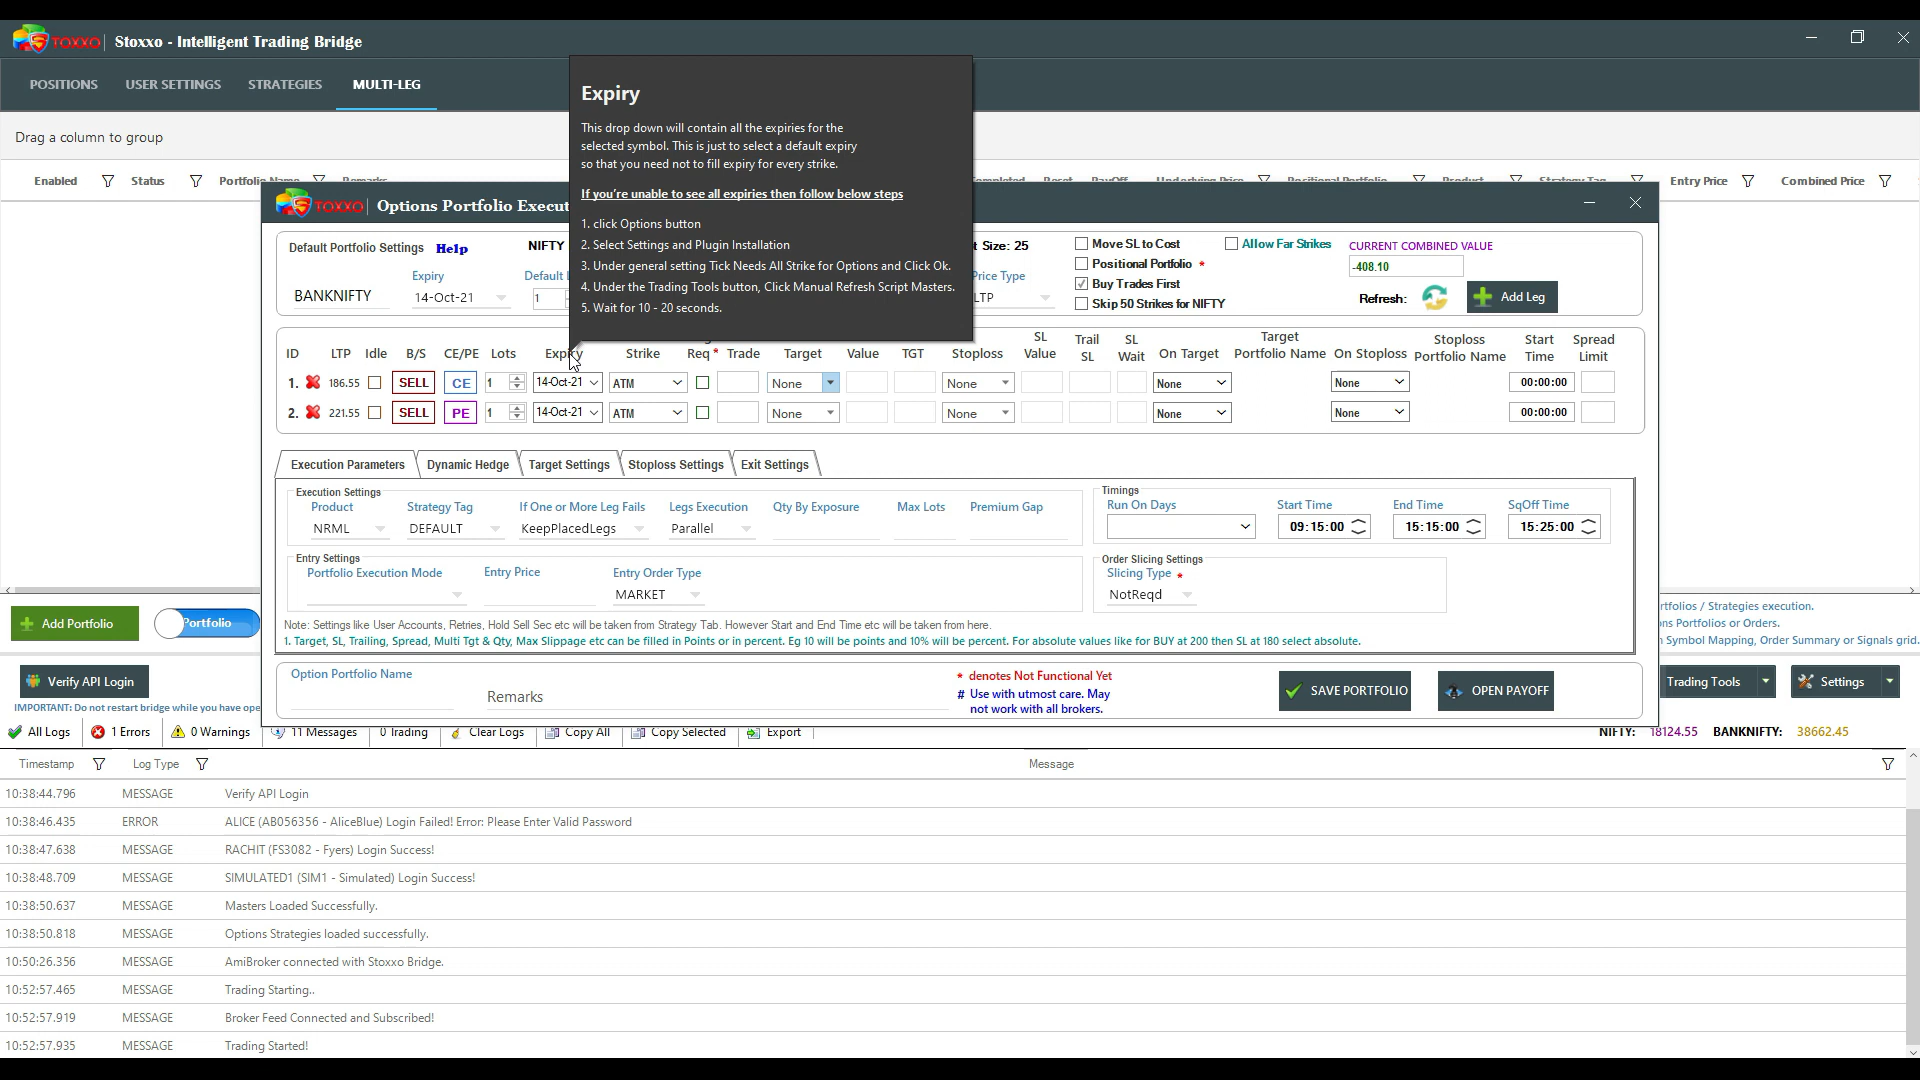 TOXXO | Stoxxo - Intelligent Trading Bridge
POSITIONS USER SETTINGS STRATEGIES MULTI-LEG
Drag a column to group
Enabled Status Portfolio Name Remarks Completed Reset PayOff Underlying Price Positional Portfolio Product Strategy Tag Entry Price Combined Price
Expiry
This drop down will contain all the expiries for the
selected symbol. This is just to select a default expiry
so that you need not to fill expiry for every strike.
If you're unable to see all expiries then follow below steps
1. click Options button
2. Select Settings and Plugin Installation
3. Under general setting Tick Needs All Strike for Options and Click Ok.
4. Under the Trading Tools button, Click Manual Refresh Script Masters.
5. Wait for 10 - 20 seconds.
TOXXO | Options Portfolio Execut
Default Portfolio Settings Help NIFTY t Size: 25
Expiry Default L Price Type
BANKNIFTY 14-Oct-21 1 LTP
Move SL to Cost Allow Far Strikes CURRENT COMBINED VALUE
Positional Portfolio * -408.10
Buy Trades First
Skip 50 Strikes for NIFTY Refresh: Add Leg
ID LTP Idle B/S CE/PE Lots Expiry Strike Req * Trade Target Value TGT Stoploss SL Value Trail SL SL Wait On Target Target Portfolio Name On Stoploss Stoploss Portfolio Name Start Time Spread Limit
1. 186.55 SELL CE 1 14-Oct-21 ATM None None None None 00:00:00
2. 221.55 SELL PE 1 14-Oct-21 ATM None None None None 00:00:00
Execution Parameters Dynamic Hedge Target Settings Stoploss Settings Exit Settings
Execution Settings
Product Strategy Tag If One or More Leg Fails Legs Execution Qty By Exposure Max Lots Premium Gap
NRML DEFAULT KeepPlacedLegs Parallel
Timings
Run On Days Start Time End Time SqOff Time
09:15:00 15:15:00 15:25:00
Entry Settings
Portfolio Execution Mode Entry Price Entry Order Type
MARKET
Order Slicing Settings
Slicing Type *
NotReqd
Note: Settings like User Accounts, Retries, Hold Sell Sec etc will be taken from Strategy Tab. However Start and End Time etc will be taken from here.
1. Target, SL, Trailing, Spread, Multi Tgt & Qty, Max Slippage etc can be filled in Points or in percent. Eg 10 will be points and 10% will be percent. For absolute values like for BUY at 200 then SL at 180 select absolute.
Option Portfolio Name
Remarks
* denotes Not Functional Yet
# Use with utmost care. May
not work with all brokers.
SAVE PORTFOLIO OPEN PAYOFF
Add Portfolio Portfolio
rtfolios / Strategies execution.
ons Portfolios or Orders.
n Symbol Mapping, Order Summary or Signals grid.
Verify API Login Trading Tools Settings
IMPORTANT: Do not restart bridge while you have ope
All Logs 1 Errors 0 Warnings 11 Messages 0 Trading Clear Logs Copy All Copy Selected Export NIFTY: 18124.55 BANKNIFTY: 38662.45
Timestamp Log Type Message
10:38:44.796 MESSAGE Verify API Login
10:38:46.435 ERROR ALICE (AB056356 - AliceBlue) Login Failed! Error: Please Enter Valid Password
10:38:47.638 MESSAGE RACHIT (FS3082 - Fyers) Login Success!
10:38:48.709 MESSAGE SIMULATED1 (SIM1 - Simulated) Login Success!
10:38:50.637 MESSAGE Masters Loaded Successfully.
10:38:50.818 MESSAGE Options Strategies loaded successfully.
10:50:26.356 MESSAGE AmiBroker connected with Stoxxo Bridge.
10:52:57.465 MESSAGE Trading Starting..
10:52:57.919 MESSAGE Broker Feed Connected and Subscribed!
10:52:57.935 MESSAGE Trading Started!